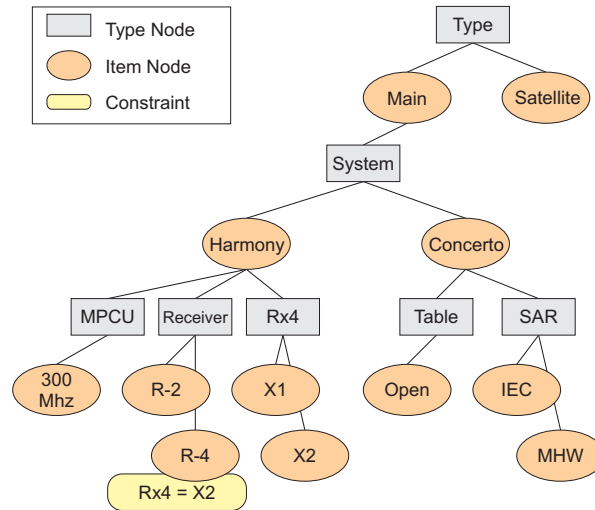 Type Node
Item Node
Constraint
Type
Main
Satellite
System
Harmony
Concerto
MPCU
Receiver
Rx4
Table
SAR
300
Mhz
R-2
X1
Open
IEC
R-4
X2
MHW
Rx4 = X2